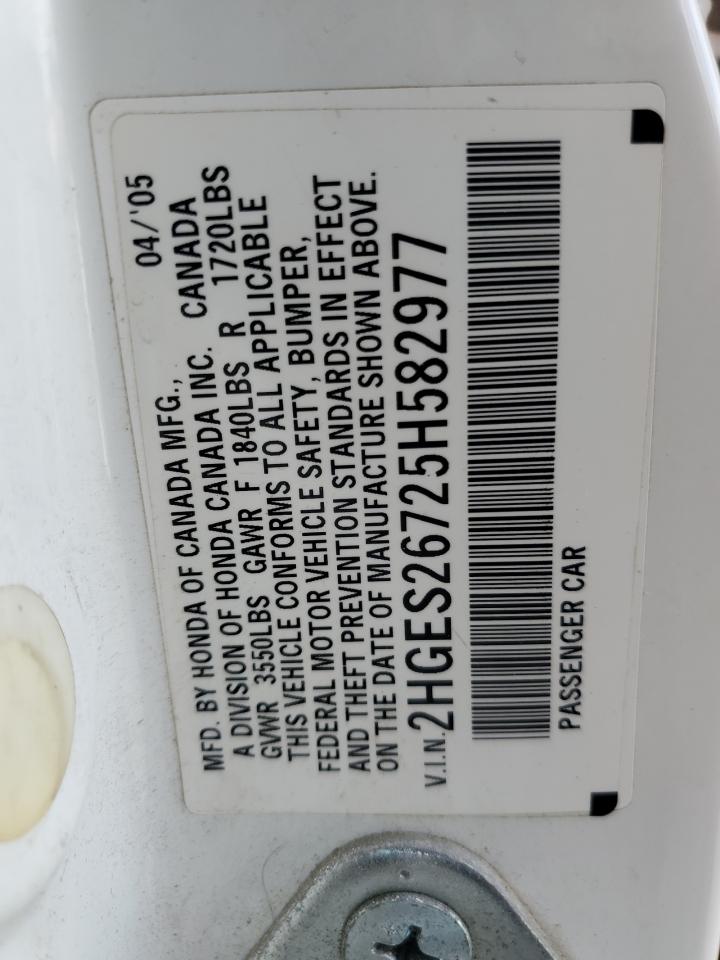 MFD. BY HONDA OF CANADA MFG., 04/'05
A DIVISION OF HONDA CANADA INC. CANADA
GVWR 3550LBS GAWR F 1840LBS R 1720LBS
THIS VEHICLE CONFORMS TO ALL APPLICABLE
FEDERAL MOTOR VEHICLE SAFETY, BUMPER,
AND THEFT PREVENTION STANDARDS IN EFFECT
ON THE DATE OF MANUFACTURE SHOWN ABOVE.
V.I.N. 2HGES26725H582977
PASSENGER CAR